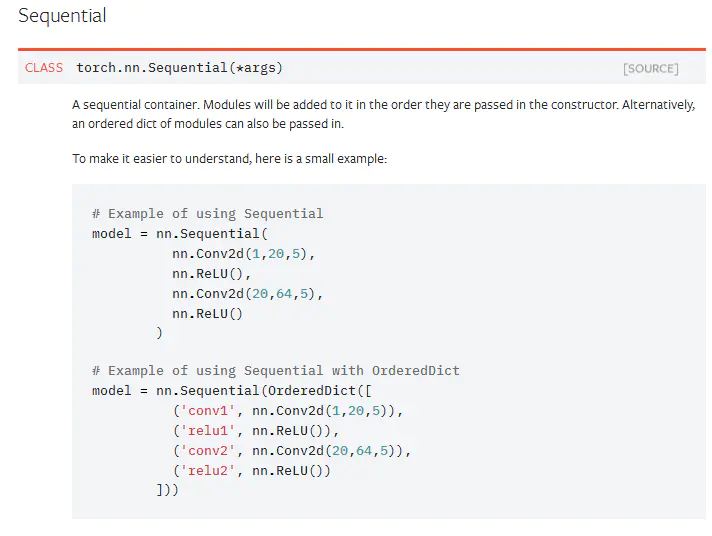 Sequential
CLASS torch.nn.Sequential(*args) [SOURCE]
A sequential container. Modules will be added to it in the order they are passed in the constructor. Alternatively,
an ordered dict of modules can also be passed in.
To make it easier to understand, here is a small example:
# Example of using Sequential
model = nn.Sequential(
          nn.Conv2d(1,20,5),
          nn.ReLU(),
          nn.Conv2d(20,64,5),
          nn.ReLU()
        )
# Example of using Sequential with OrderedDict
model = nn.Sequential(OrderedDict([
          ('conv1', nn.Conv2d(1,20,5)),
          ('relu1', nn.ReLU()),
          ('conv2', nn.Conv2d(20,64,5)),
          ('relu2', nn.ReLU())
        ]))